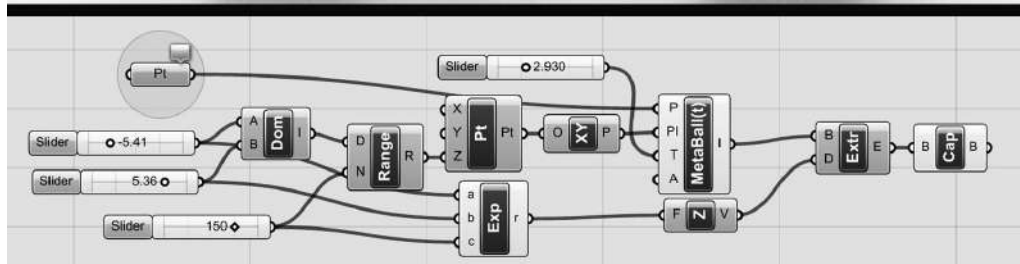 Pt
Slider 2.930
X
Y
Z
Pt
Pt
O
XY
P
P
Pl
T
A
MetaBall(t)
I
Slider -5.41
A
B
Dom
I
D
N
Range
R
B
D
Extr
E
B
Cap
B
Slider 5.36
Slider 150
a
b
c
Exp
r
F
Z
V